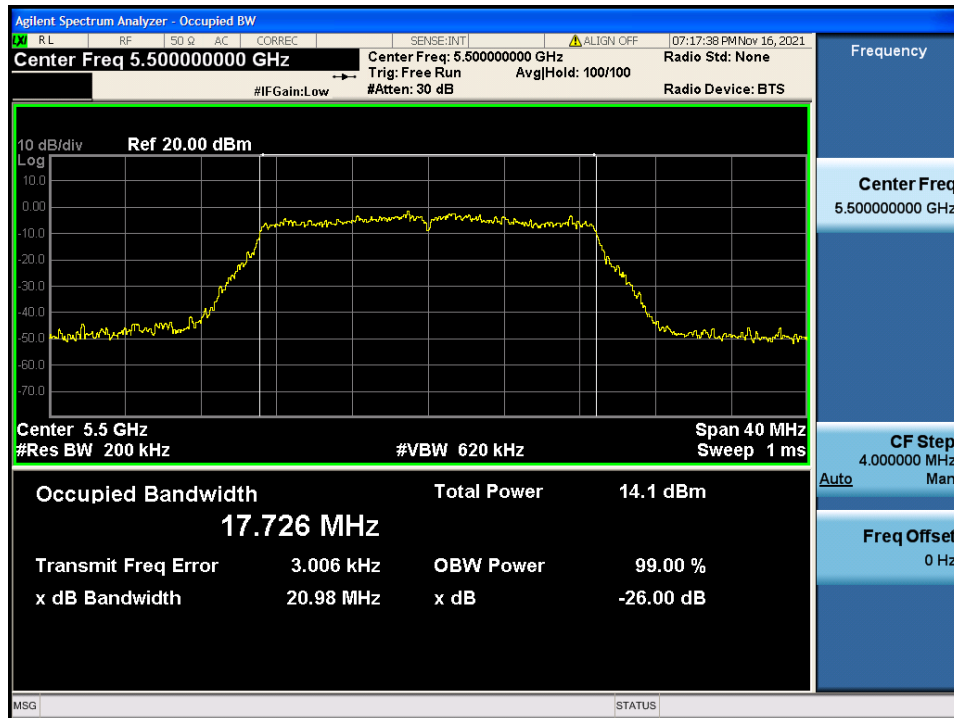 Agilent Spectrum Analyzer - Occupied BW
LXI RL RF 50 Ω AC CORREC SENSE:INT ALIGN OFF 07:17:38 PM Nov 16, 2021
Center Freq 5.500000000 GHz
Center Freq: 5.500000000 GHz
Radio Std: None
Trig: Free Run Avg|Hold: 100/100
#IFGain:Low
#Atten: 30 dB
Radio Device: BTS
10 dB/div Ref 20.00 dBm
Log
10.0
0.00
-10.0
-20.0
-30.0
-40.0
-50.0
-60.0
-70.0
Center 5.5 GHz Span 40 MHz
#Res BW 200 kHz #VBW 620 kHz Sweep 1 ms
Occupied Bandwidth Total Power 14.1 dBm
17.726 MHz
Transmit Freq Error 3.006 kHz OBW Power 99.00 %
x dB Bandwidth 20.98 MHz x dB -26.00 dB
MSG STATUS
Frequency
Center Freq
5.500000000 GHz
CF Step
4.000000 MHz
Auto Man
Freq Offset
0 Hz